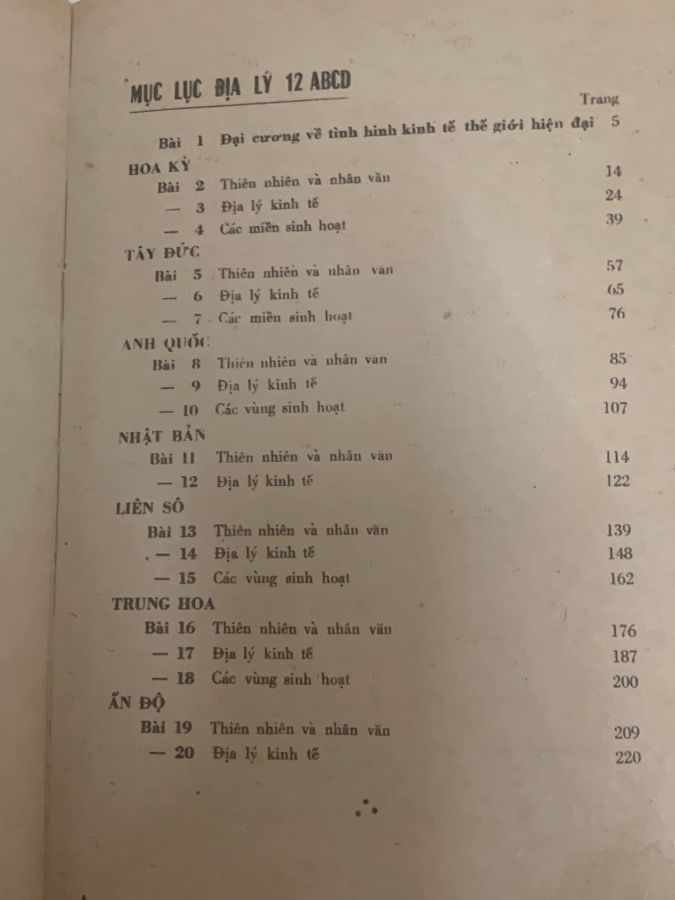 MỤC LỤC ĐỊA LÝ 12 ABCD
Trang
Bài 1 Đại cương về tình hình kinh tế thế giới hiện đại 5
HOA KỲ
Bài 2 Thiên nhiên và nhân văn 14
— 3 Địa lý kinh tế 24
— 4 Các miền sinh hoạt 39
TÂY ĐỨC
Bài 5 Thiên nhiên và nhân văn 57
— 6 Địa lý kinh tế 65
— 7 Các miền sinh hoạt 76
ANH QUỐC
Bài 8 Thiên nhiên và nhân văn 85
— 9 Địa lý kinh tế 94
— 10 Các vùng sinh hoạt 107
NHẬT BẢN
Bài 11 Thiên nhiên và nhân văn 114
— 12 Địa lý kinh tế 122
LIÊN SÔ
Bài 13 Thiên nhiên và nhân văn 139
— 14 Địa lý kinh tế 148
— 15 Các vùng sinh hoạt 162
TRUNG HOA
Bài 16 Thiên nhiên và nhân văn 176
— 17 Địa lý kinh tế 187
— 18 Các vùng sinh hoạt 200
ẤN ĐỘ
Bài 19 Thiên nhiên và nhân văn 209
— 20 Địa lý kinh tế 220